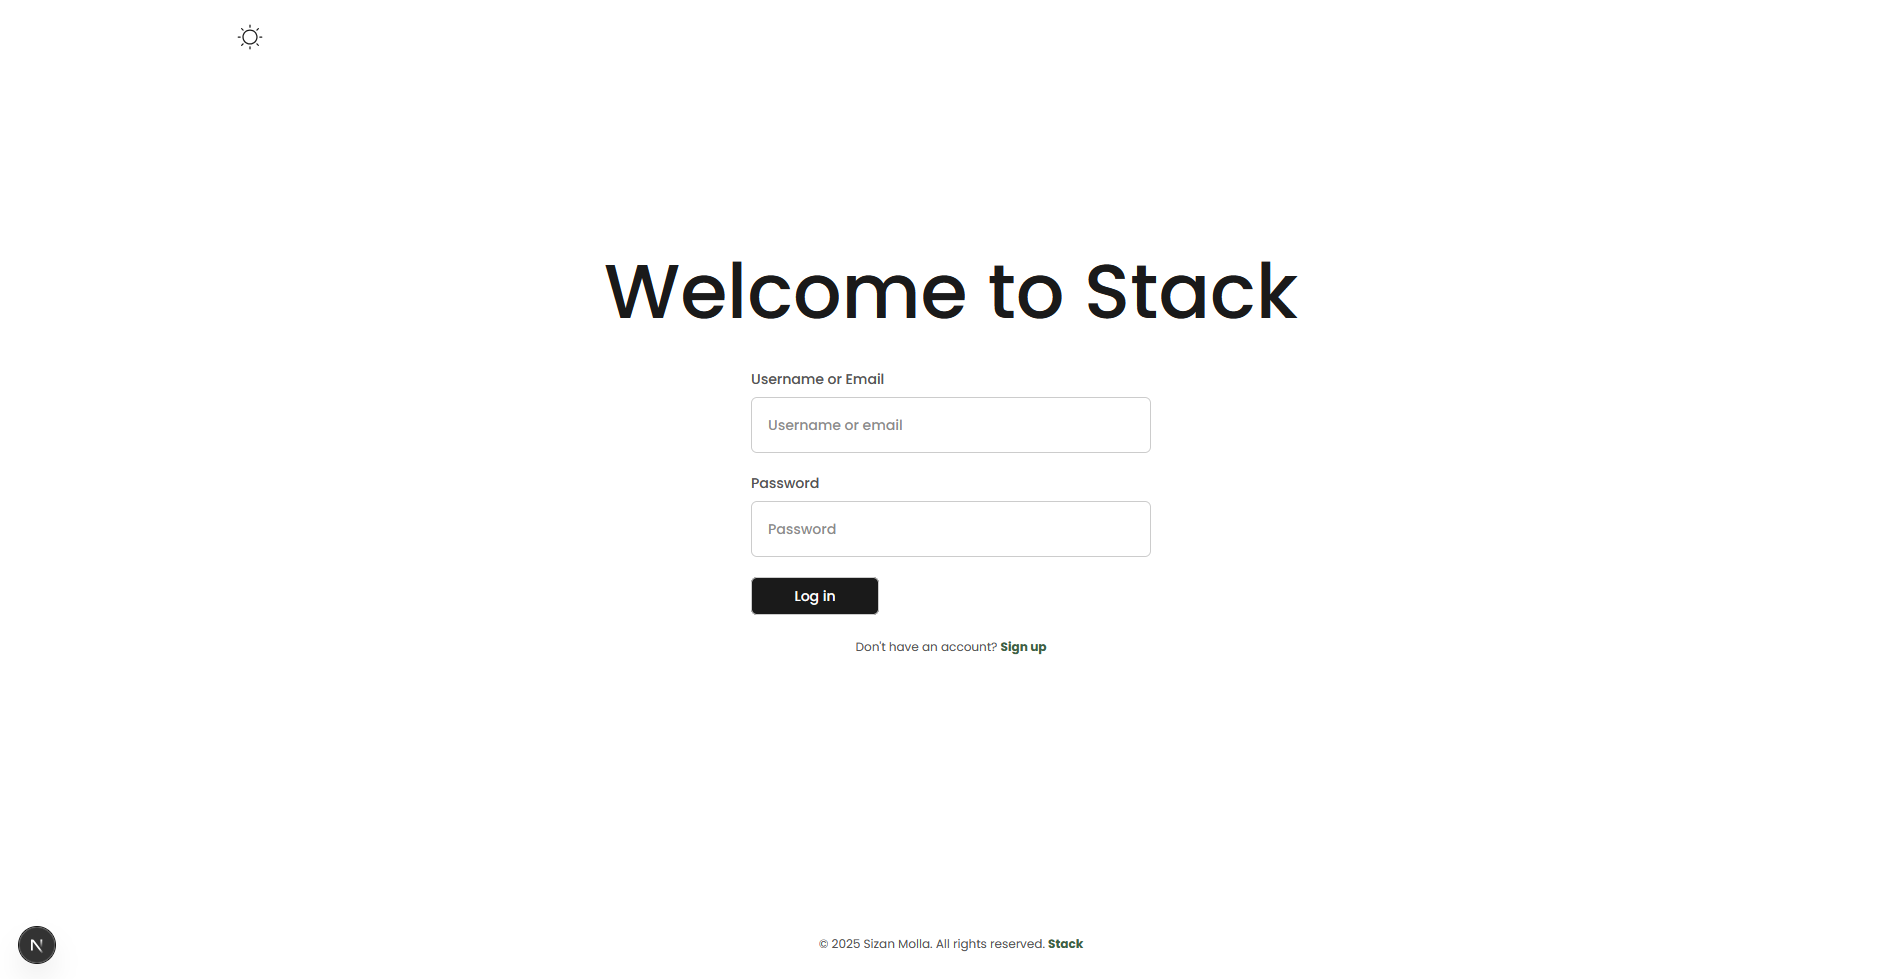 Welcome to Stack
Username or Email
Username or email
Password
Password
Log in
Don't have an account? Sign up
N
© 2025 Sizan Molla. All rights reserved. Stack